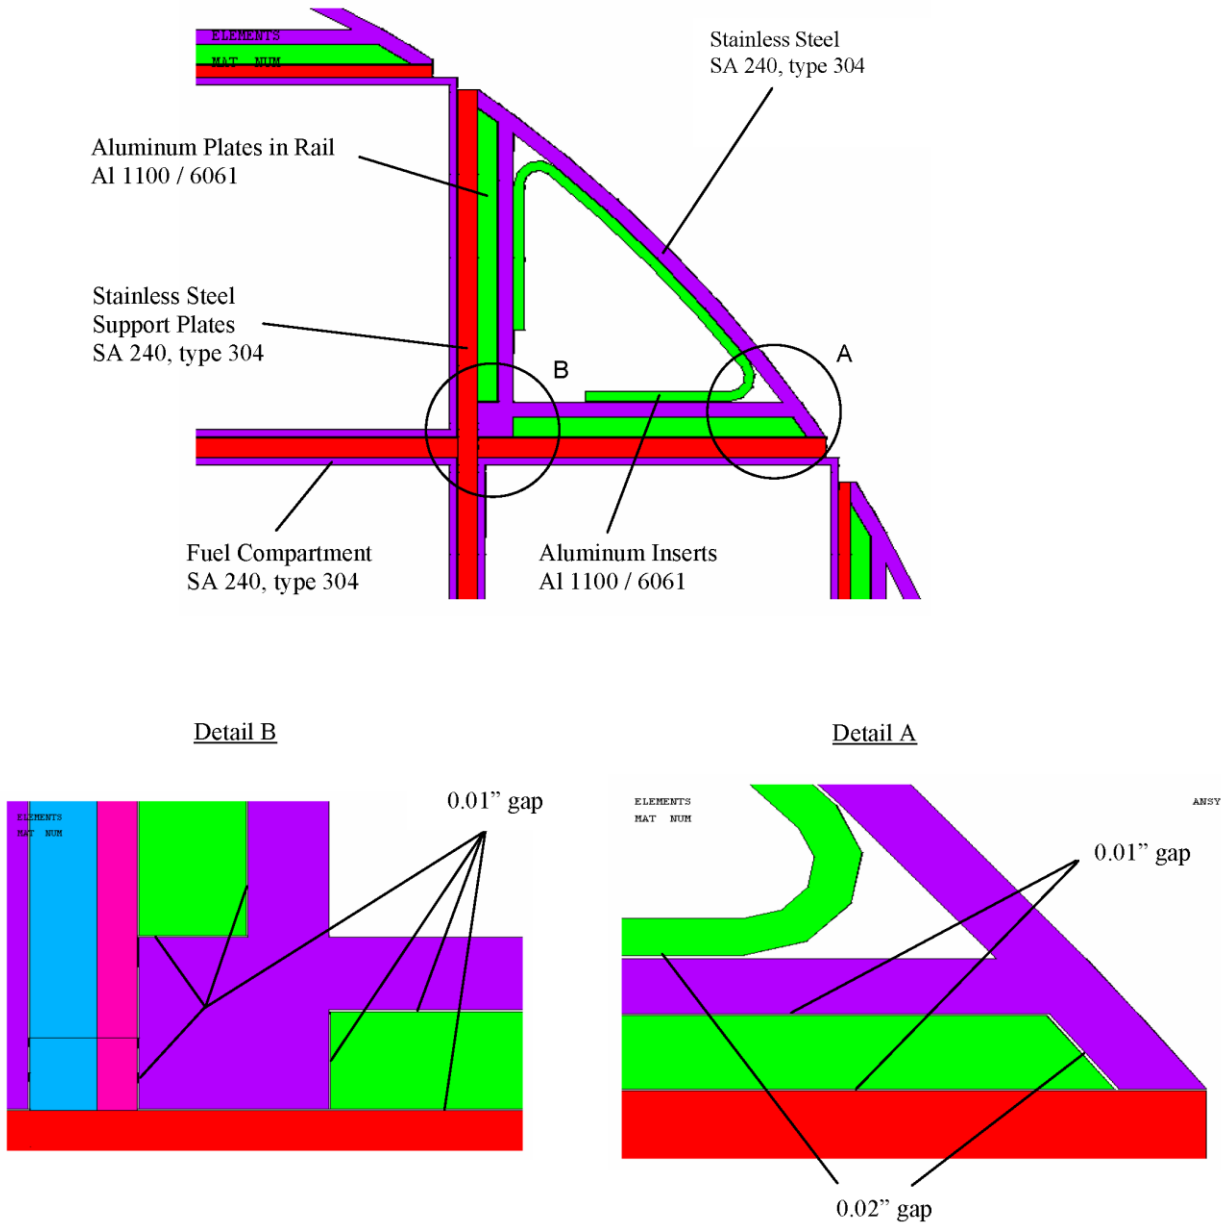 ELEMENTS
MAT NUM
Stainless Steel
SA 240, type 304
Aluminum Plates in Rail
Al 1100 / 6061
Stainless Steel
Support Plates
SA 240, type 304
B
A
Fuel Compartment
SA 240, type 304
Aluminum Inserts
Al 1100 / 6061
Detail B
0.01” gap
ELEMENTS
MAT NUM
Detail A
ELEMENTS
MAT NUM
ANSY
0.01” gap
0.02” gap